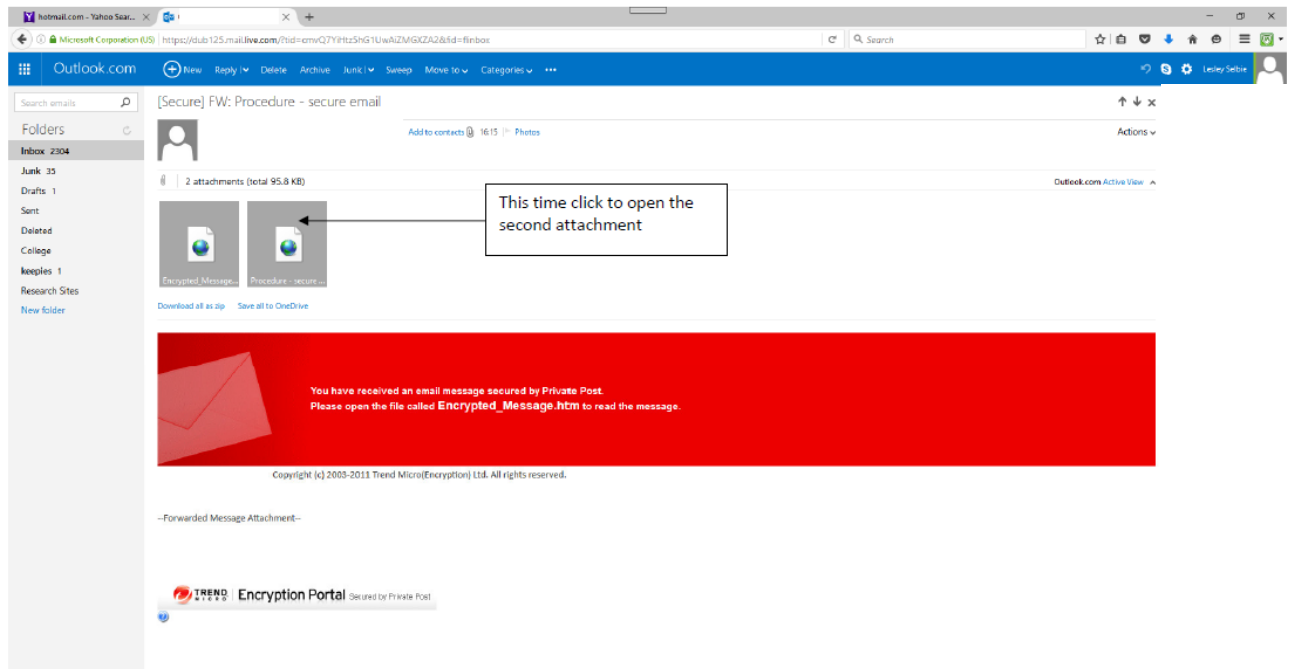 hotmail.com - Yahoo Sear...
Microsoft Corporation (US) https://dub125.mail.live.com/?tid=cmvQ7YiHtz5hG1UwAiZMGXZA2&fid=flinbox
Search
Outlook.com
New Reply Delete Archive Junk Sweep Move to Categories ...
Lesley Selbie
Search emails
Folders
Inbox 2304
Junk 35
Drafts 1
Sent
Deleted
College
keepies 1
Research Sites
New folder
[Secure] FW: Procedure - secure email
Add to contacts 16:15 Photos
Actions
2 attachments (total 95.8 KB)
Outlook.com Active View
This time click to open the
second attachment
Encrypted_Message...
Procedure - secure ...
Download all as zip Save all to OneDrive
You have received an email message secured by Private Post.
Please open the file called Encrypted_Message.htm to read the message.
Copyright (c) 2003-2011 Trend Micro(Encryption) Ltd. All rights reserved.
--Forwarded Message Attachment--
TREND MICRO Encryption Portal Secured by Private Post